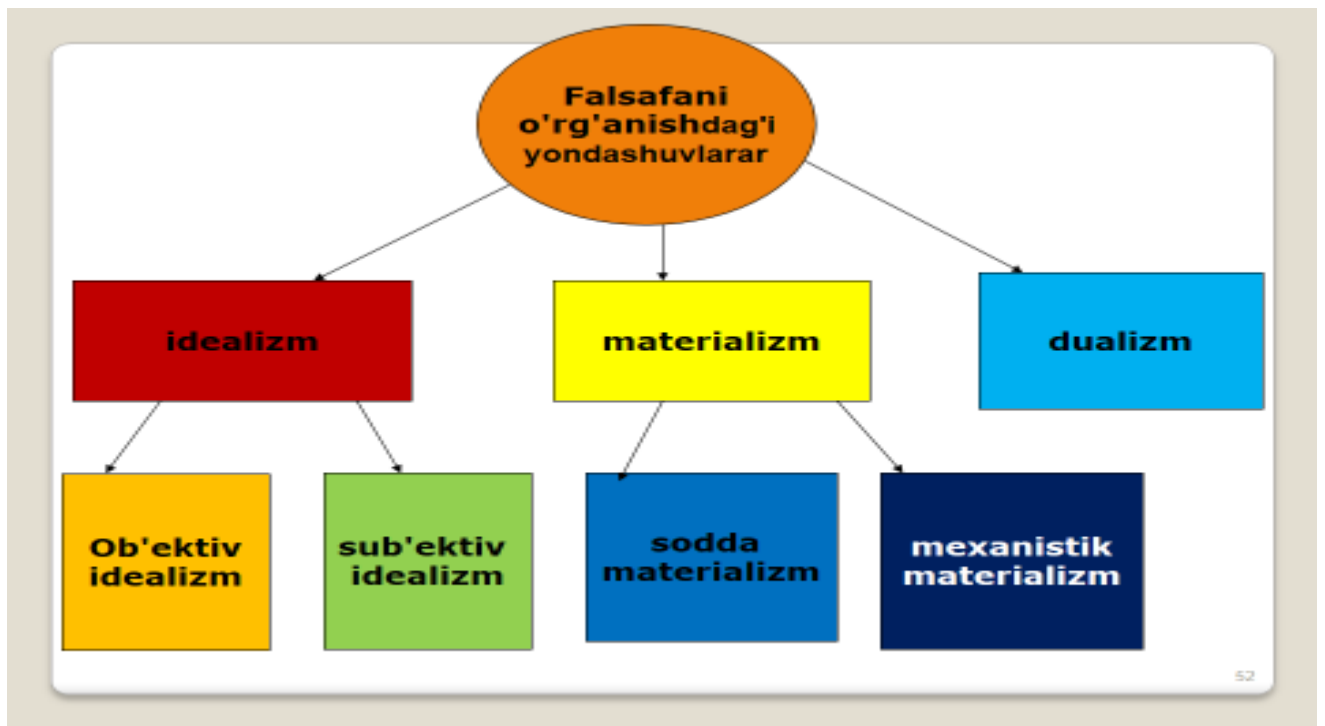 Falsafani
o'rg'anishdag'i
yondashuvlarar
idealizm
materializm
dualizm
Ob'ektiv
idealizm
sub'ektiv
idealizm
sodda
materializm
mexanistik
materializm
52